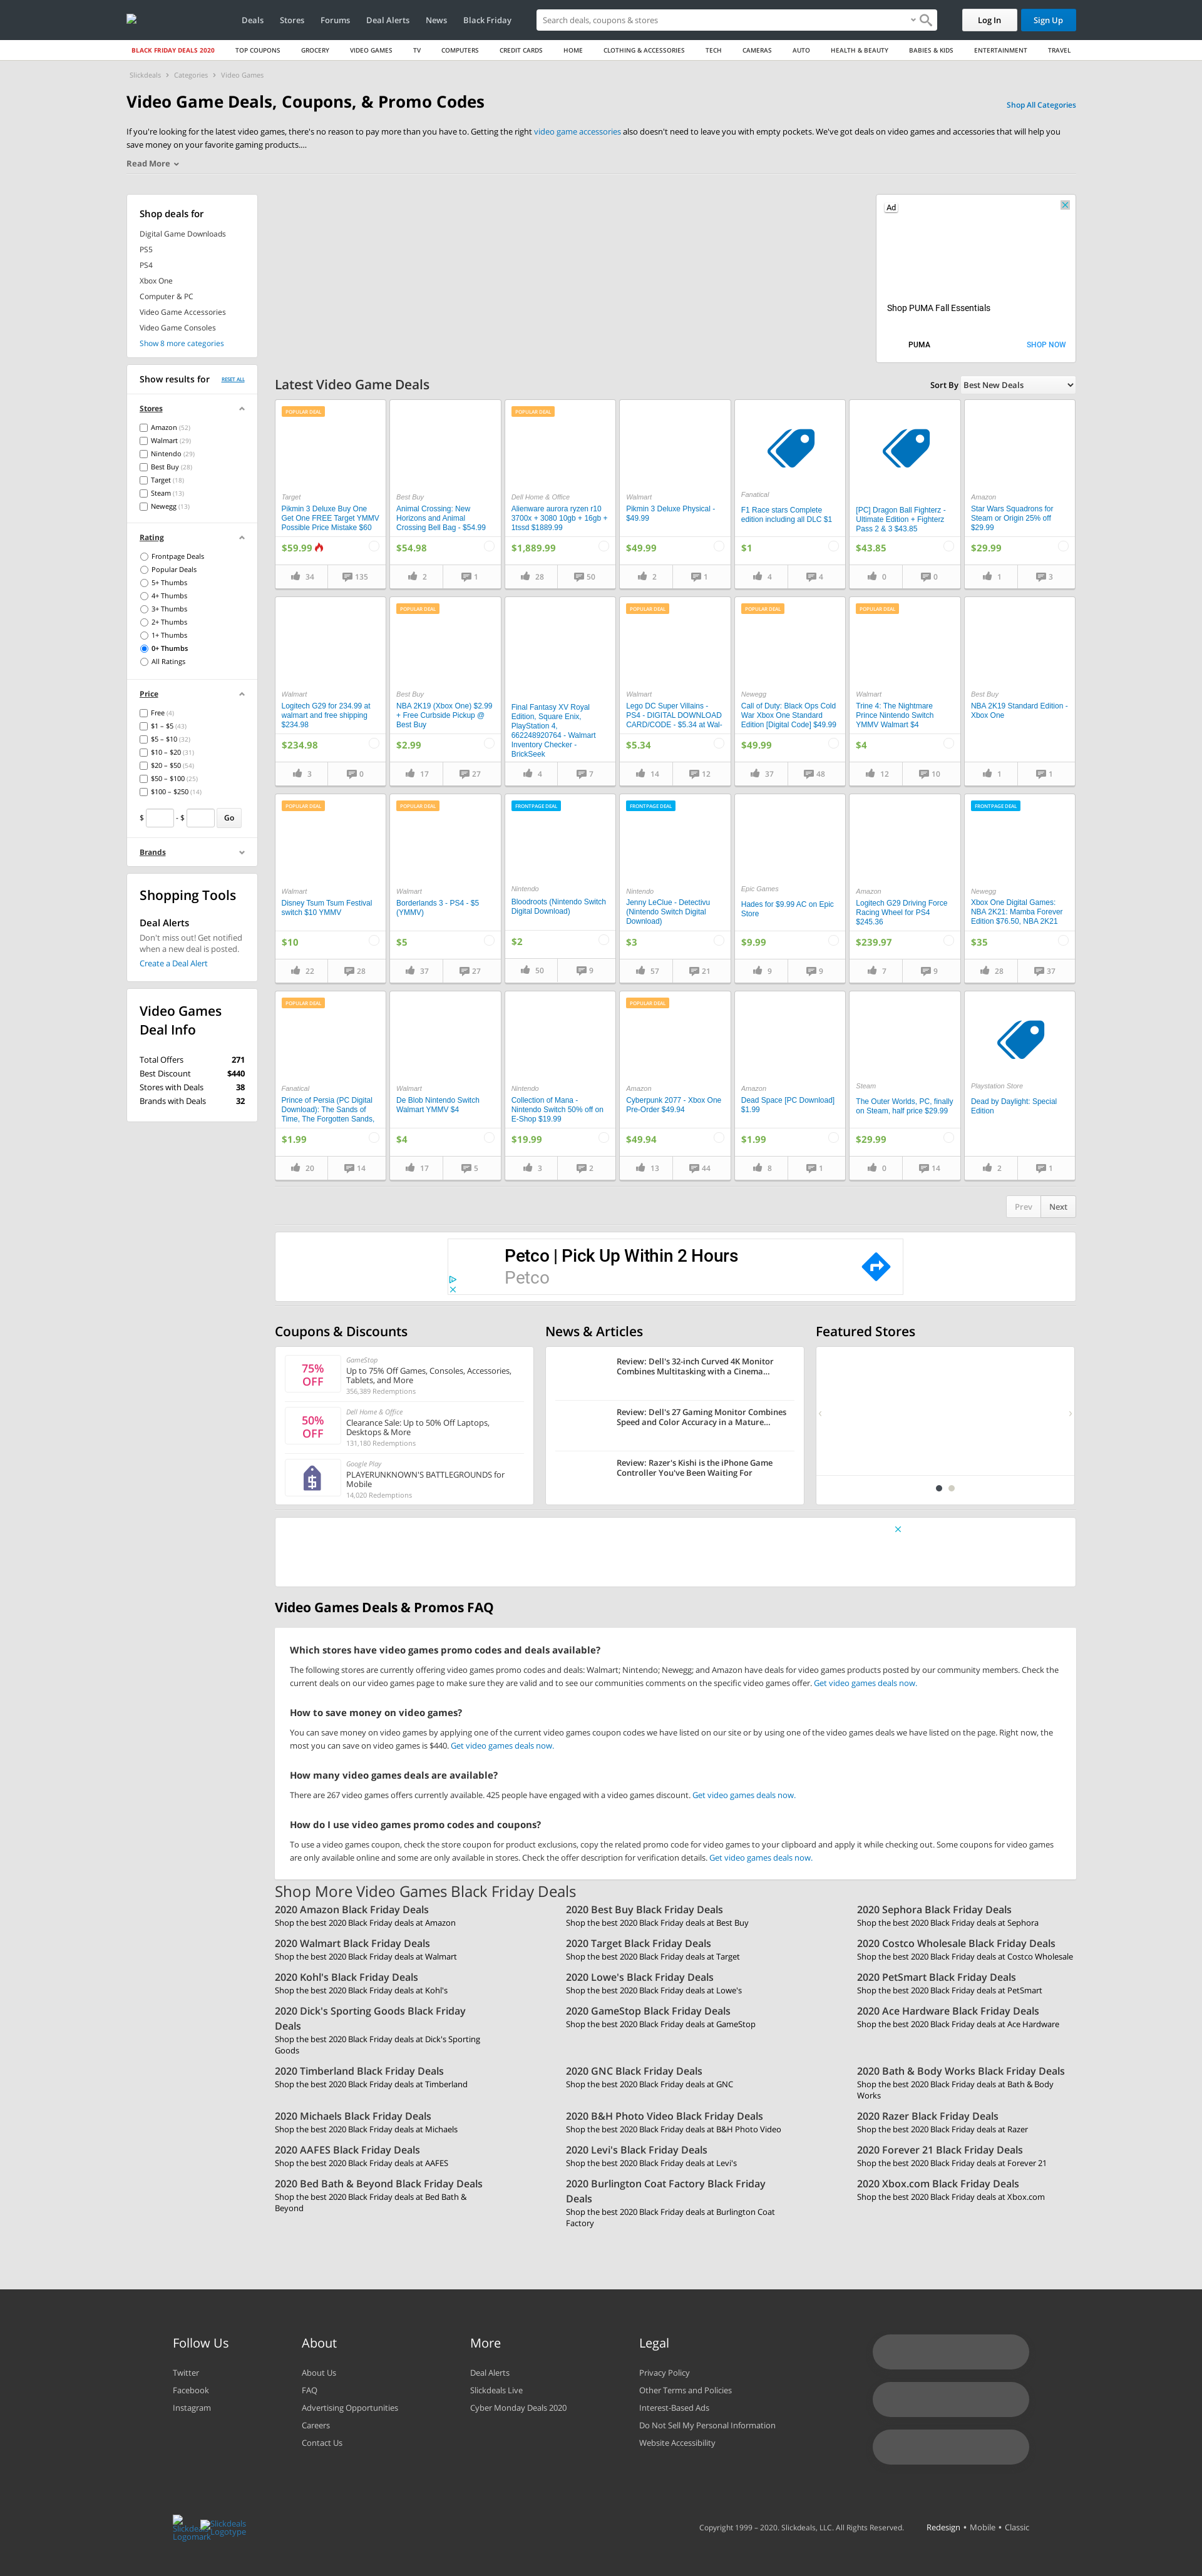 Deals Stores Forums Deal Alerts News Black Friday Search deals, coupons & stores Log In Sign Up
BLACK FRIDAY DEALS 2020 TOP COUPONS GROCERY VIDEO GAMES TV COMPUTERS CREDIT CARDS HOME CLOTHING & ACCESSORIES TECH CAMERAS AUTO HEALTH & BEAUTY BABIES & KIDS ENTERTAINMENT TRAVEL
Slickdeals › Categories › Video Games
Video Game Deals, Coupons, & Promo Codes
Shop All Categories
If you're looking for the latest video games, there's no reason to pay more than you have to. Getting the right video game accessories also doesn't need to leave you with empty pockets. We've got deals on video games and accessories that will help you
save money on your favorite gaming products....
Read More
Shop deals for
Digital Game Downloads
PS5
PS4
Xbox One
Computer & PC
Video Game Accessories
Video Game Consoles
Show 8 more categories
Ad
Shop PUMA Fall Essentials
PUMA SHOP NOW
Show results for RESET ALL
Stores
Amazon (52)
Walmart (29)
Nintendo (29)
Best Buy (28)
Target (18)
Steam (13)
Newegg (13)
Rating
Frontpage Deals
Popular Deals
5+ Thumbs
4+ Thumbs
3+ Thumbs
2+ Thumbs
1+ Thumbs
0+ Thumbs
All Ratings
Price
Free (4)
$1 – $5 (43)
$5 – $10 (32)
$10 – $20 (31)
$20 – $50 (54)
$50 – $100 (25)
$100 – $250 (14)
$ - $ Go
Brands
Shopping Tools
Deal Alerts
Don't miss out! Get notified
when a new deal is posted.
Create a Deal Alert
Video Games
Deal Info
Total Offers 271
Best Discount $440
Stores with Deals 38
Brands with Deals 32
Latest Video Game Deals
Sort By Best New Deals
POPULAR DEAL
Target
Pikmin 3 Deluxe Buy One
Get One FREE Target YMMV
Possible Price Mistake $60
$59.99
34 135
Best Buy
Animal Crossing: New
Horizons and Animal
Crossing Bell Bag - $54.99
$54.98
2 1
POPULAR DEAL
Dell Home & Office
Alienware aurora ryzen r10
3700x + 3080 10gb + 16gb +
1tssd $1889.99
$1,889.99
28 50
Walmart
Pikmin 3 Deluxe Physical -
$49.99
$49.99
2 1
Fanatical
F1 Race stars Complete
edition including all DLC $1
$1
4 4
[PC] Dragon Ball Fighterz -
Ultimate Edition + Fighterz
Pass 2 & 3 $43.85
$43.85
0 0
Amazon
Star Wars Squadrons for
Steam or Origin 25% off
$29.99
$29.99
1 3
Walmart
Logitech G29 for 234.99 at
walmart and free shipping
$234.98
$234.98
3 0
POPULAR DEAL
Best Buy
NBA 2K19 (Xbox One) $2.99
+ Free Curbside Pickup @
Best Buy
$2.99
17 27
Final Fantasy XV Royal
Edition, Square Enix,
PlayStation 4,
662248920764 - Walmart
Inventory Checker -
BrickSeek
4 7
POPULAR DEAL
Walmart
Lego DC Super Villains -
PS4 - DIGITAL DOWNLOAD
CARD/CODE - $5.34 at Wal-
$5.34
14 12
POPULAR DEAL
Newegg
Call of Duty: Black Ops Cold
War Xbox One Standard
Edition [Digital Code] $49.99
$49.99
37 48
POPULAR DEAL
Walmart
Trine 4: The Nightmare
Prince Nintendo Switch
YMMV Walmart $4
$4
12 10
Best Buy
NBA 2K19 Standard Edition -
Xbox One
1 1
POPULAR DEAL
Walmart
Disney Tsum Tsum Festival
switch $10 YMMV
$10
22 28
POPULAR DEAL
Walmart
Borderlands 3 - PS4 - $5
(YMMV)
$5
37 27
FRONTPAGE DEAL
Nintendo
Bloodroots (Nintendo Switch
Digital Download)
$2
50 9
FRONTPAGE DEAL
Nintendo
Jenny LeClue - Detectivu
(Nintendo Switch Digital
Download)
$3
57 21
Epic Games
Hades for $9.99 AC on Epic
Store
$9.99
9 9
Amazon
Logitech G29 Driving Force
Racing Wheel for PS4
$245.36
$239.97
7 9
FRONTPAGE DEAL
Newegg
Xbox One Digital Games:
NBA 2K21: Mamba Forever
Edition $76.50, NBA 2K21
$35
28 37
POPULAR DEAL
Fanatical
Prince of Persia (PC Digital
Download): The Sands of
Time, The Forgotten Sands,
$1.99
20 14
Walmart
De Blob Nintendo Switch
Walmart YMMV $4
$4
17 5
Nintendo
Collection of Mana -
Nintendo Switch 50% off on
E-Shop $19.99
$19.99
3 2
POPULAR DEAL
Amazon
Cyberpunk 2077 - Xbox One
Pre-Order $49.94
$49.94
13 44
Amazon
Dead Space [PC Download]
$1.99
$1.99
8 1
Steam
The Outer Worlds, PC, finally
on Steam, half price $29.99
$29.99
0 14
Playstation Store
Dead by Daylight: Special
Edition
2 1
Prev Next
Petco | Pick Up Within 2 Hours
Petco
Coupons & Discounts
75%
OFF
GameStop
Up to 75% Off Games, Consoles, Accessories,
Tablets, and More
356,389 Redemptions
50%
OFF
Dell Home & Office
Clearance Sale: Up to 50% Off Laptops,
Desktops & More
131,180 Redemptions
Google Play
PLAYERUNKNOWN'S BATTLEGROUNDS for
Mobile
14,020 Redemptions
News & Articles
Review: Dell's 32-inch Curved 4K Monitor
Combines Multitasking with a Cinema...
Review: Dell's 27 Gaming Monitor Combines
Speed and Color Accuracy in a Mature...
Review: Razer's Kishi is the iPhone Game
Controller You've Been Waiting For
Featured Stores
Video Games Deals & Promos FAQ
Which stores have video games promo codes and deals available?
The following stores are currently offering video games promo codes and deals: Walmart; Nintendo; Newegg; and Amazon have deals for video games products posted by our community members. Check the
current deals on our video games page to make sure they are valid and to see our communities comments on the specific video games offer. Get video games deals now.
How to save money on video games?
You can save money on video games by applying one of the current video games coupon codes we have listed on our site or by using one of the video games deals we have listed on the page. Right now, the
most you can save on video games is $440. Get video games deals now.
How many video games deals are available?
There are 267 video games offers currently available. 425 people have engaged with a video games discount. Get video games deals now.
How do I use video games promo codes and coupons?
To use a video games coupon, check the store coupon for product exclusions, copy the related promo code for video games to your clipboard and apply it while checking out. Some coupons for video games
are only available online and some are only available in stores. Check the offer description for verification details. Get video games deals now.
Shop More Video Games Black Friday Deals
2020 Amazon Black Friday Deals
Shop the best 2020 Black Friday deals at Amazon
2020 Best Buy Black Friday Deals
Shop the best 2020 Black Friday deals at Best Buy
2020 Sephora Black Friday Deals
Shop the best 2020 Black Friday deals at Sephora
2020 Walmart Black Friday Deals
Shop the best 2020 Black Friday deals at Walmart
2020 Target Black Friday Deals
Shop the best 2020 Black Friday deals at Target
2020 Costco Wholesale Black Friday Deals
Shop the best 2020 Black Friday deals at Costco Wholesale
2020 Kohl's Black Friday Deals
Shop the best 2020 Black Friday deals at Kohl's
2020 Lowe's Black Friday Deals
Shop the best 2020 Black Friday deals at Lowe's
2020 PetSmart Black Friday Deals
Shop the best 2020 Black Friday deals at PetSmart
2020 Dick's Sporting Goods Black Friday
Deals
Shop the best 2020 Black Friday deals at Dick's Sporting
Goods
2020 GameStop Black Friday Deals
Shop the best 2020 Black Friday deals at GameStop
2020 Ace Hardware Black Friday Deals
Shop the best 2020 Black Friday deals at Ace Hardware
2020 Timberland Black Friday Deals
Shop the best 2020 Black Friday deals at Timberland
2020 GNC Black Friday Deals
Shop the best 2020 Black Friday deals at GNC
2020 Bath & Body Works Black Friday Deals
Shop the best 2020 Black Friday deals at Bath & Body
Works
2020 Michaels Black Friday Deals
Shop the best 2020 Black Friday deals at Michaels
2020 B&H Photo Video Black Friday Deals
Shop the best 2020 Black Friday deals at B&H Photo Video
2020 Razer Black Friday Deals
Shop the best 2020 Black Friday deals at Razer
2020 AAFES Black Friday Deals
Shop the best 2020 Black Friday deals at AAFES
2020 Levi's Black Friday Deals
Shop the best 2020 Black Friday deals at Levi's
2020 Forever 21 Black Friday Deals
Shop the best 2020 Black Friday deals at Forever 21
2020 Bed Bath & Beyond Black Friday Deals
Shop the best 2020 Black Friday deals at Bed Bath &
Beyond
2020 Burlington Coat Factory Black Friday
Deals
Shop the best 2020 Black Friday deals at Burlington Coat
Factory
2020 Xbox.com Black Friday Deals
Shop the best 2020 Black Friday deals at Xbox.com
Follow Us
Twitter
Facebook
Instagram
About
About Us
FAQ
Advertising Opportunities
Careers
Contact Us
More
Deal Alerts
Slickdeals Live
Cyber Monday Deals 2020
Legal
Privacy Policy
Other Terms and Policies
Interest-Based Ads
Do Not Sell My Personal Information
Website Accessibility
Slickdeals
Logomark
Slickdeals
Logotype
Copyright 1999 – 2020. Slickdeals, LLC. All Rights Reserved. Redesign • Mobile • Classic